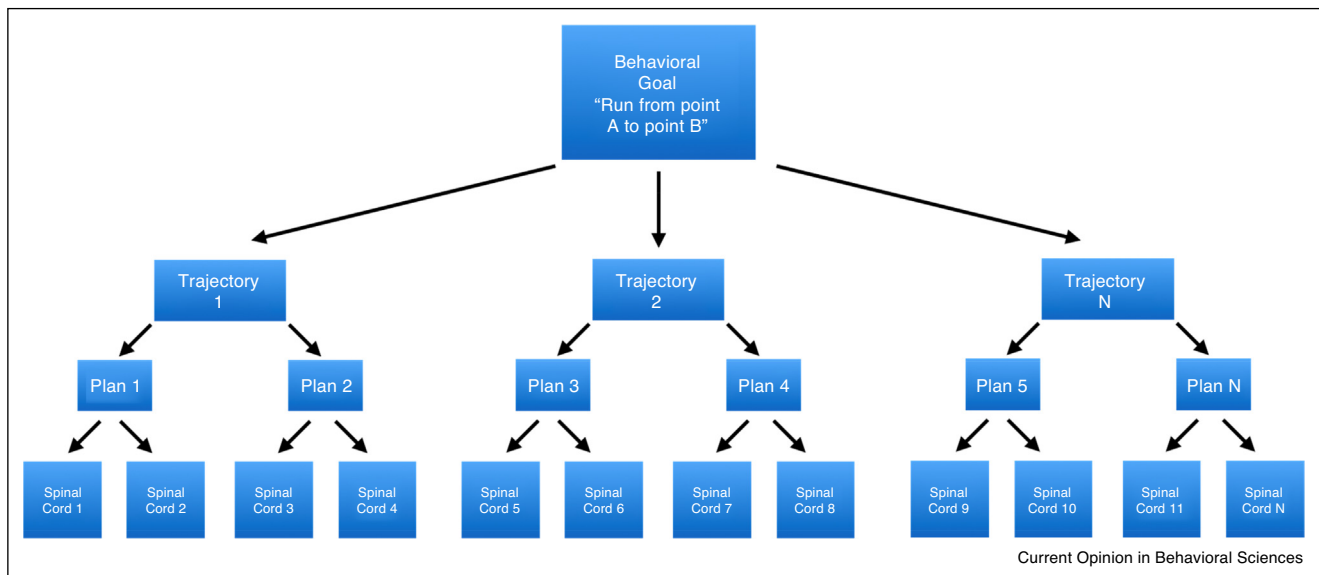 Behavioral
Goal
“Run from point
A to point B”
Trajectory
1
Trajectory
2
Trajectory
N
Plan 1
Plan 2
Plan 3
Plan 4
Plan 5
Plan N
Spinal
Cord 1
Spinal
Cord 2
Spinal
Cord 3
Spinal
Cord 4
Spinal
Cord 5
Spinal
Cord 6
Spinal
Cord 7
Spinal
Cord 8
Spinal
Cord 9
Spinal
Cord 10
Spinal
Cord 11
Spinal
Cord N
Current Opinion in Behavioral Sciences